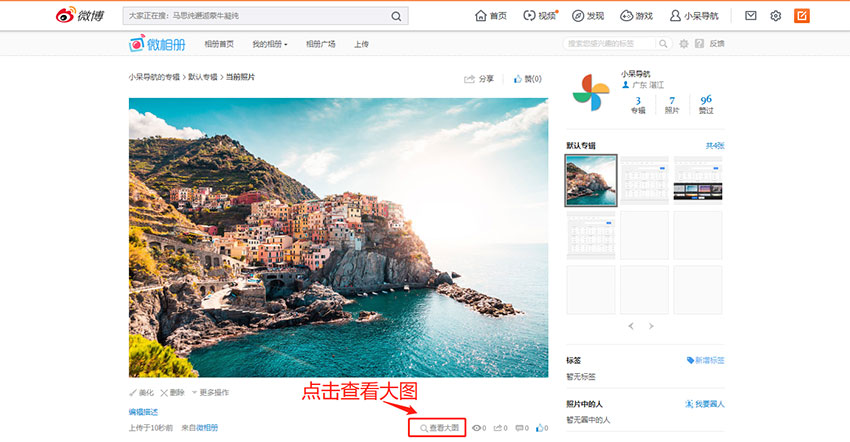 微博
大家正在搜：马思纯邂逅蒙牛凝纯
首页 视频 发现 游戏 小呆导航
微相册 相册首页 我的相册 相册广场 上传
搜索您感兴趣的标签 反馈
小呆导航的专辑 > 默认专辑 > 当前照片
分享 赞(0)
小呆导航
广东 湛江
3 7 96
专辑 照片 赞过
默认专辑 共4张
美化 删除 更多操作
点击查看大图
编辑描述
上传于10秒前 来自微相册
查看大图 0 0 0 0
标签 新增标签
暂无标签
照片中的人 我要圈人
暂无圈中的人